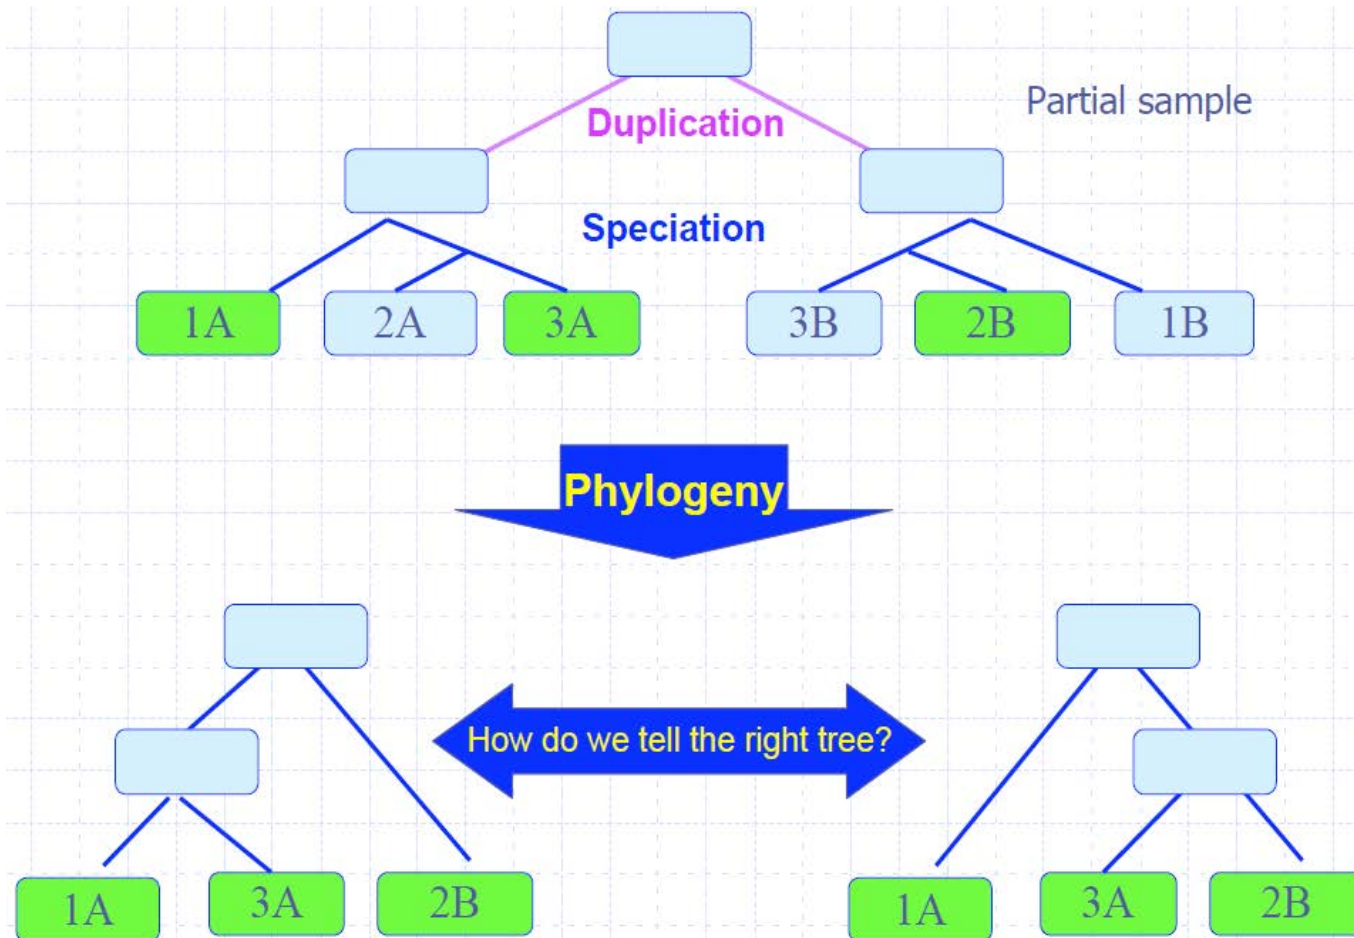 Partial sample
Duplication
Speciation
1A
2A
3A
3B
2B
1B
Phylogeny
How do we tell the right tree?
1A
3A
2B
1A
3A
2B